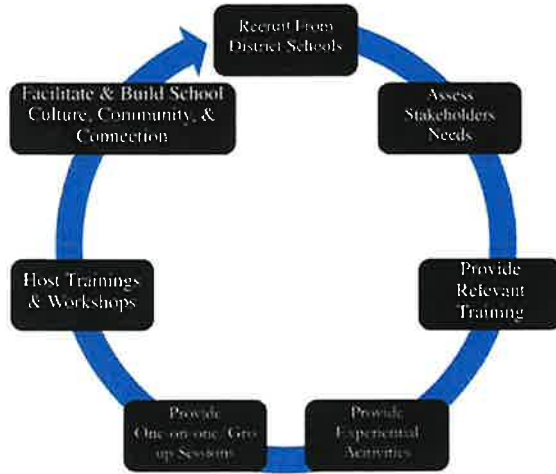 Recruit From
District Schools
Assess
Stakeholders
Needs
Provide
Relevant
Training
Provide
Experiential
Activities
Provide
One-on-one/Gro
up Sessions
Host Trainings
& Workshops
Facilitate & Build School
Culture, Community, &
Connection